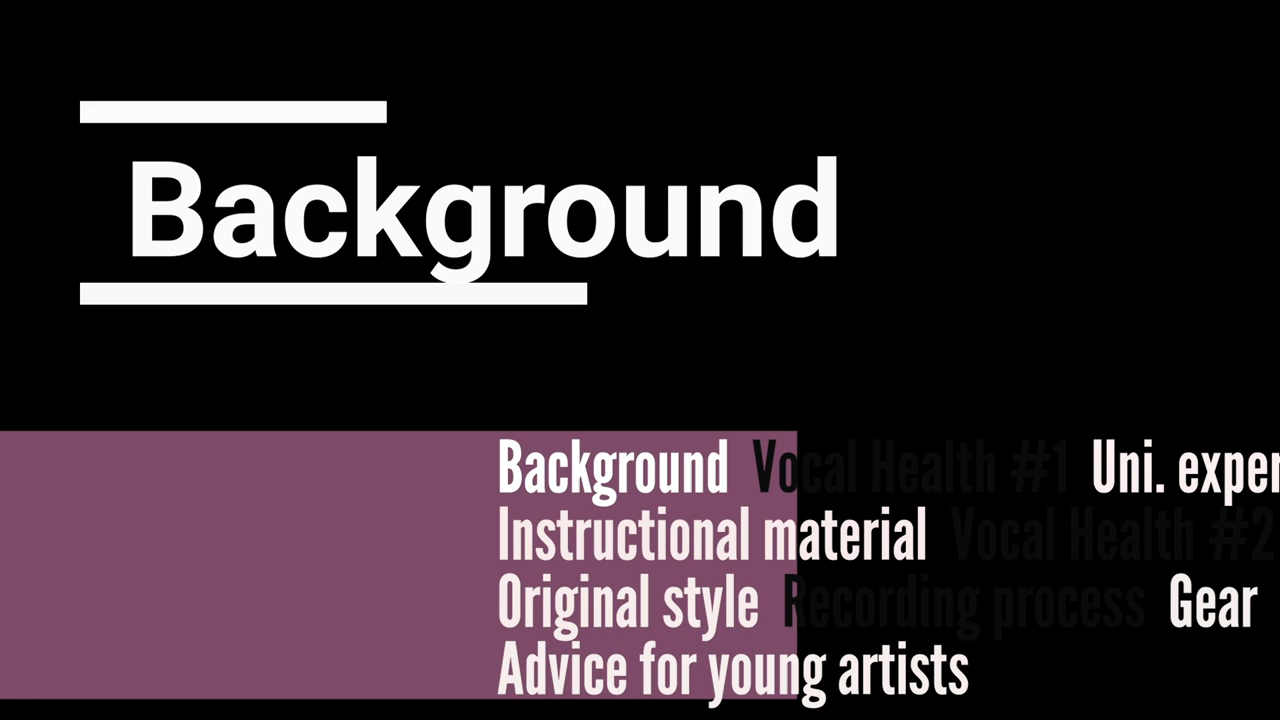 Background
Background Vocal Health #1 Uni. exper
Instructional material Vocal Health #2
Original style Recording process Gear
Advice for young artists